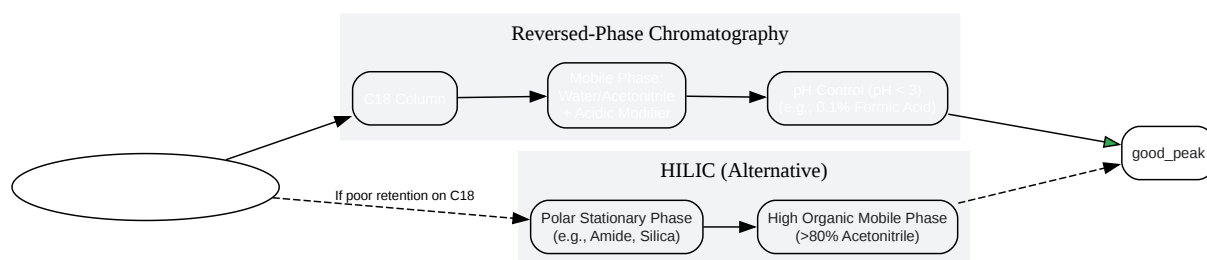 Reversed-Phase Chromatography
C18 Column
Mobile Phase:
Water/Acetonitrile
+ Acidic Modifier
pH Control (pH < 3)
(e.g., 0.1% Formic Acid)
good_peak
If poor retention on C18
HILIC (Alternative)
Polar Stationary Phase
(e.g., Amide, Silica)
High Organic Mobile Phase
(>80% Acetonitrile)